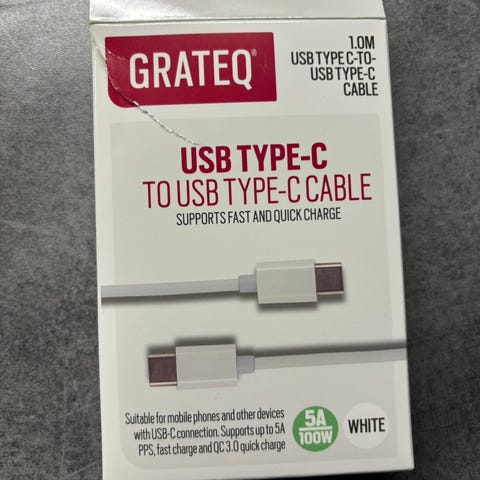 GRATEQ®
1.0M
USB TYPE C-TO-
USB TYPE-C
CABLE
USB TYPE-C
TO USB TYPE-C CABLE
SUPPORTS FAST AND QUICK CHARGE
Suitable for mobile phones and other devices
with USB-C connection. Supports up to 5A
PPS, fast charge and QC 3.0 quick charge
5A
100W
WHITE